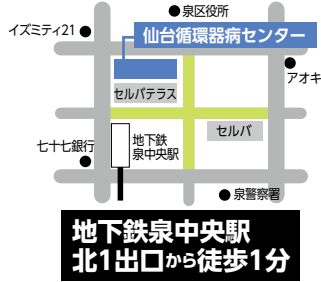 泉区役所
イズミティ21
仙台循環器病センター
アオキ
セルバテラス
セルバ
七十七銀行
地下鉄
泉中央駅
泉警察署
地下鉄泉中央駅
北1出口から徒歩1分